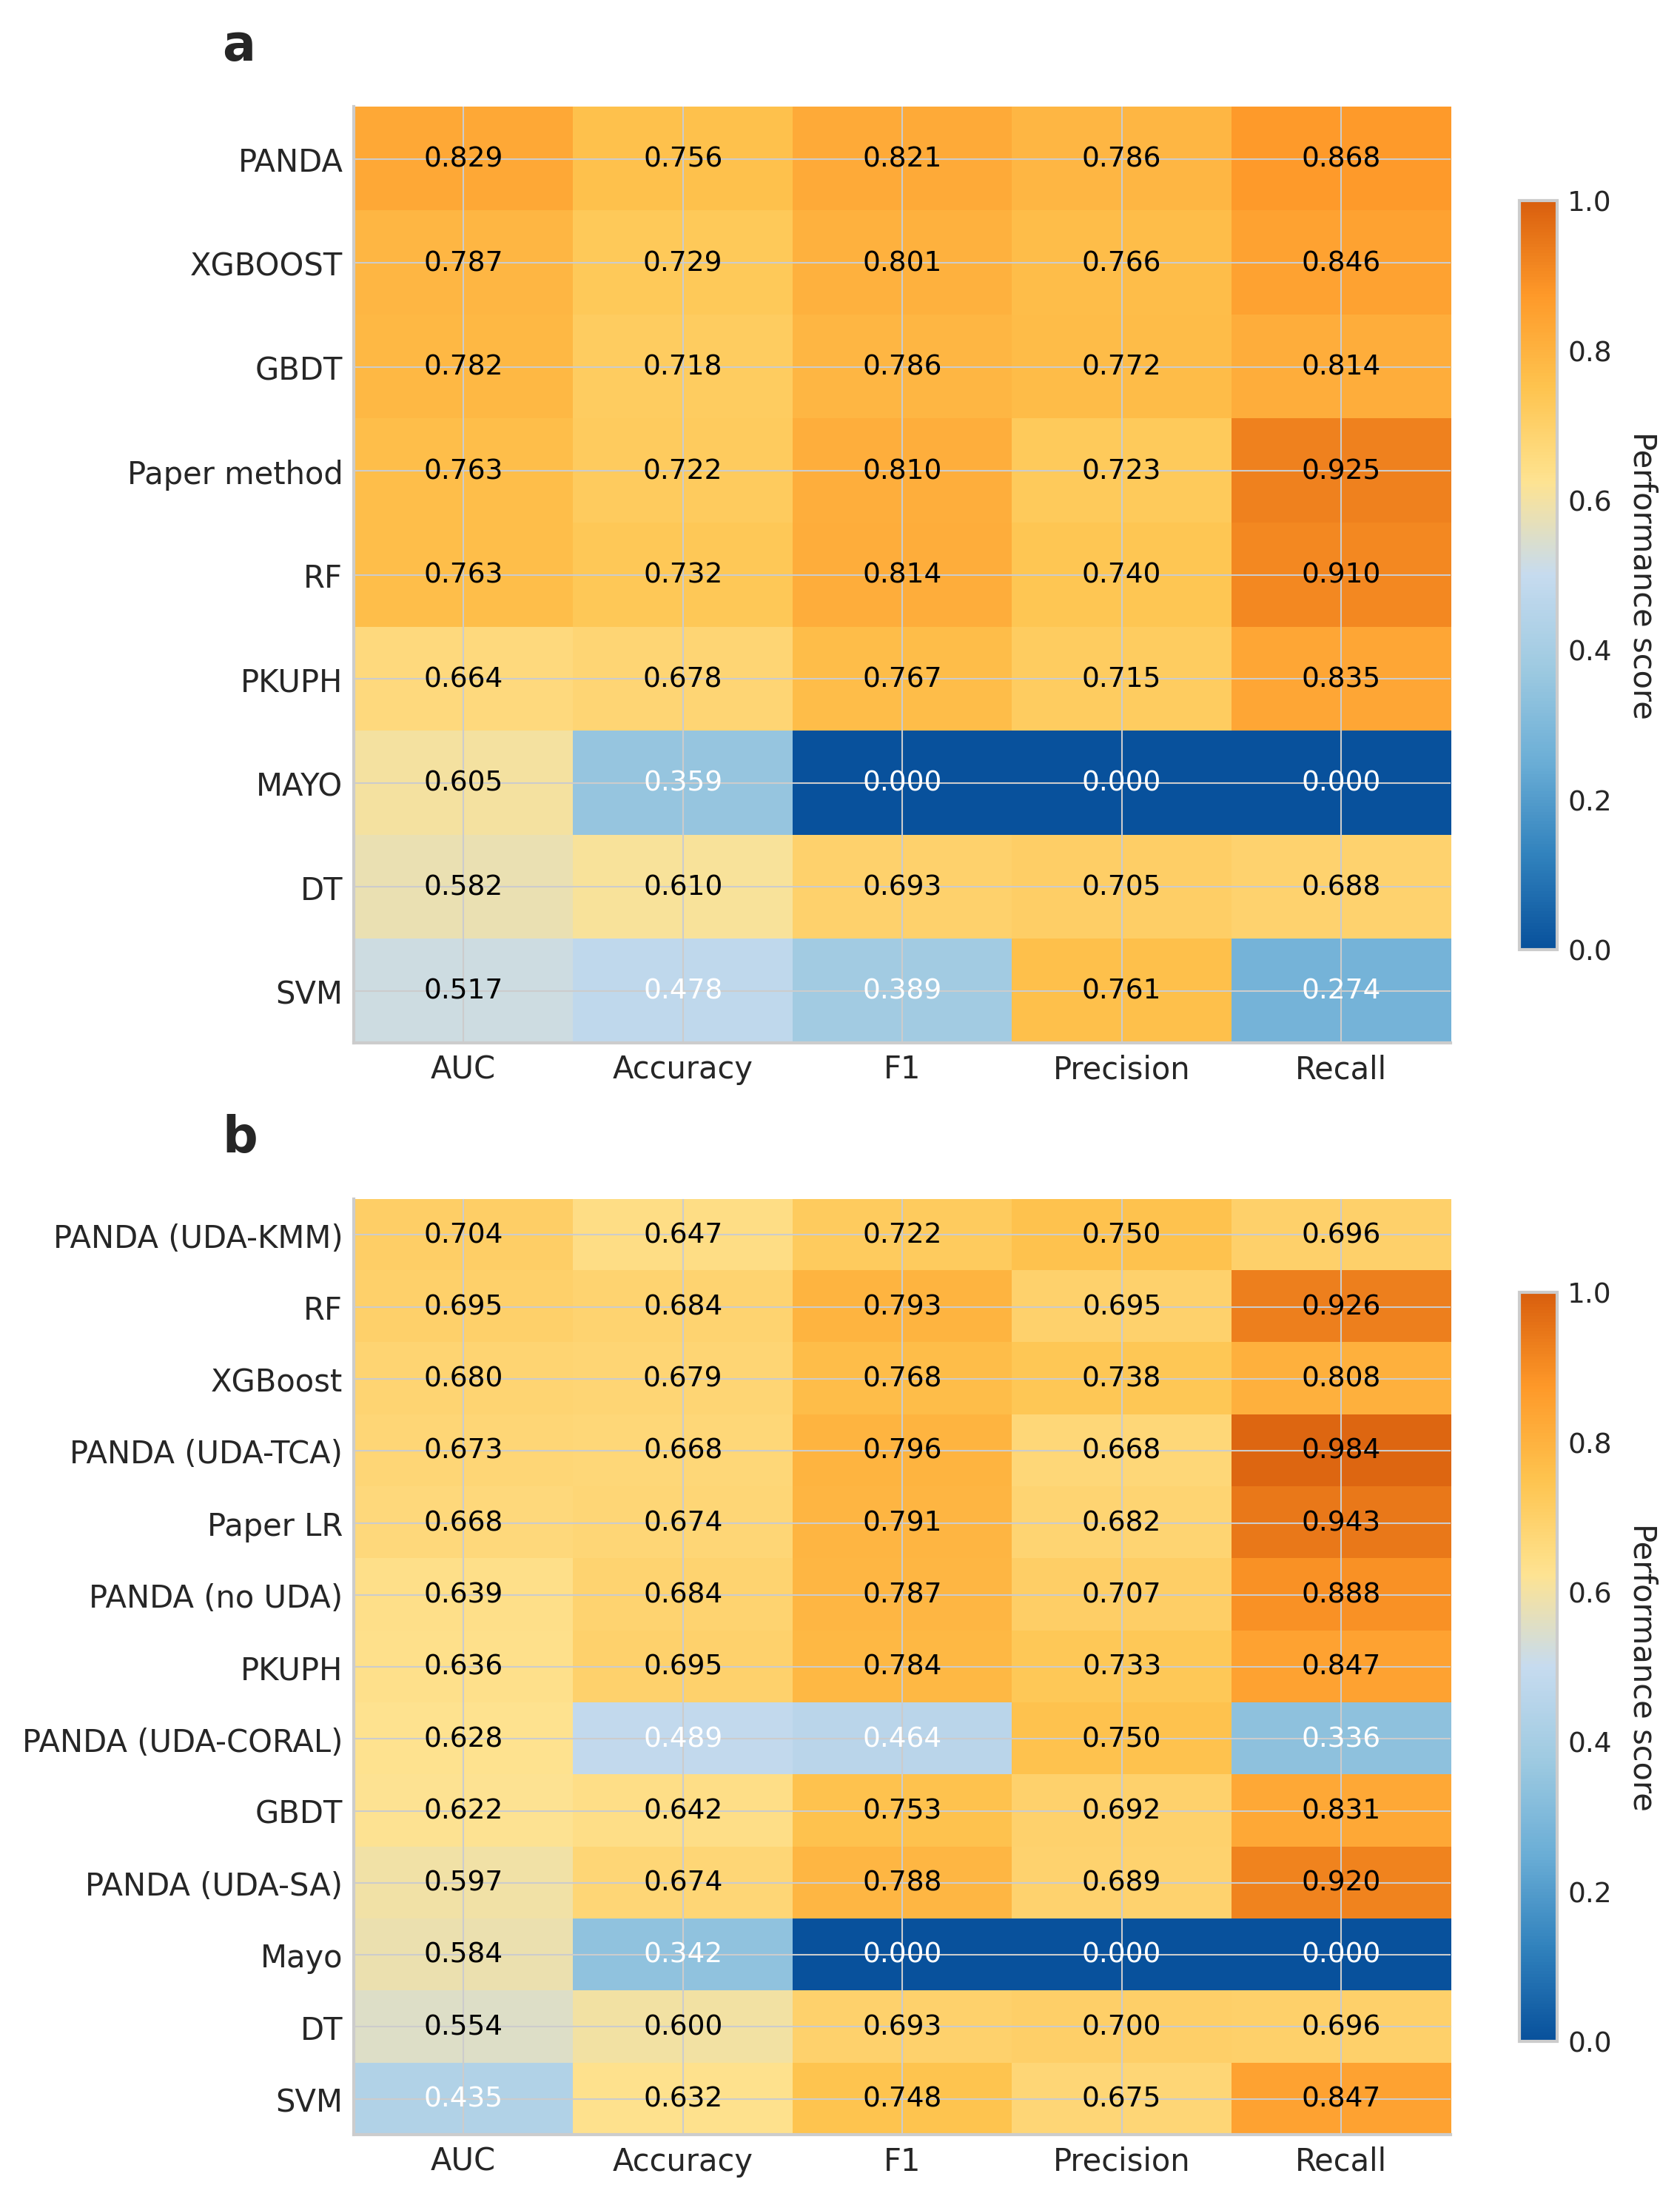 a
PANDA 0.829 0.756 0.821 0.786 0.868
XGBOOST 0.787 0.729 0.801 0.766 0.846
GBDT 0.782 0.718 0.786 0.772 0.814
Paper method 0.763 0.722 0.810 0.723 0.925
RF 0.763 0.732 0.814 0.740 0.910
PKUPH 0.664 0.678 0.767 0.715 0.835
MAYO 0.605 0.359 0.000 0.000 0.000
DT 0.582 0.610 0.693 0.705 0.688
SVM 0.517 0.478 0.389 0.761 0.274
AUC Accuracy F1 Precision Recall
1.0
0.8
0.6
0.4
0.2
0.0
Performance score
b
PANDA (UDA-KMM) 0.704 0.647 0.722 0.750 0.696
RF 0.695 0.684 0.793 0.695 0.926
XGBoost 0.680 0.679 0.768 0.738 0.808
PANDA (UDA-TCA) 0.673 0.668 0.796 0.668 0.984
Paper LR 0.668 0.674 0.791 0.682 0.943
PANDA (no UDA) 0.639 0.684 0.787 0.707 0.888
PKUPH 0.636 0.695 0.784 0.733 0.847
PANDA (UDA-CORAL) 0.628 0.489 0.464 0.750 0.336
GBDT 0.622 0.642 0.753 0.692 0.831
PANDA (UDA-SA) 0.597 0.674 0.788 0.689 0.920
Mayo 0.584 0.342 0.000 0.000 0.000
DT 0.554 0.600 0.693 0.700 0.696
SVM 0.435 0.632 0.748 0.675 0.847
AUC Accuracy F1 Precision Recall
1.0
0.8
0.6
0.4
0.2
0.0
Performance score